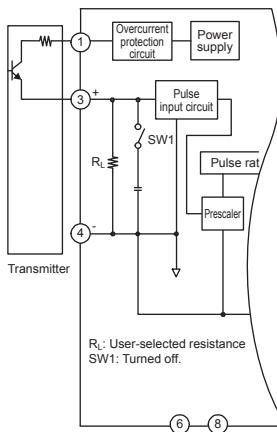 1
Overcurrent
protection
circuit
Power
supply
3
+
Pulse
input circuit
SW1
RL
Pulse rat
Prescaler
4
-
Transmitter
RL: User-selected resistance
SW1: Turned off.
6
8